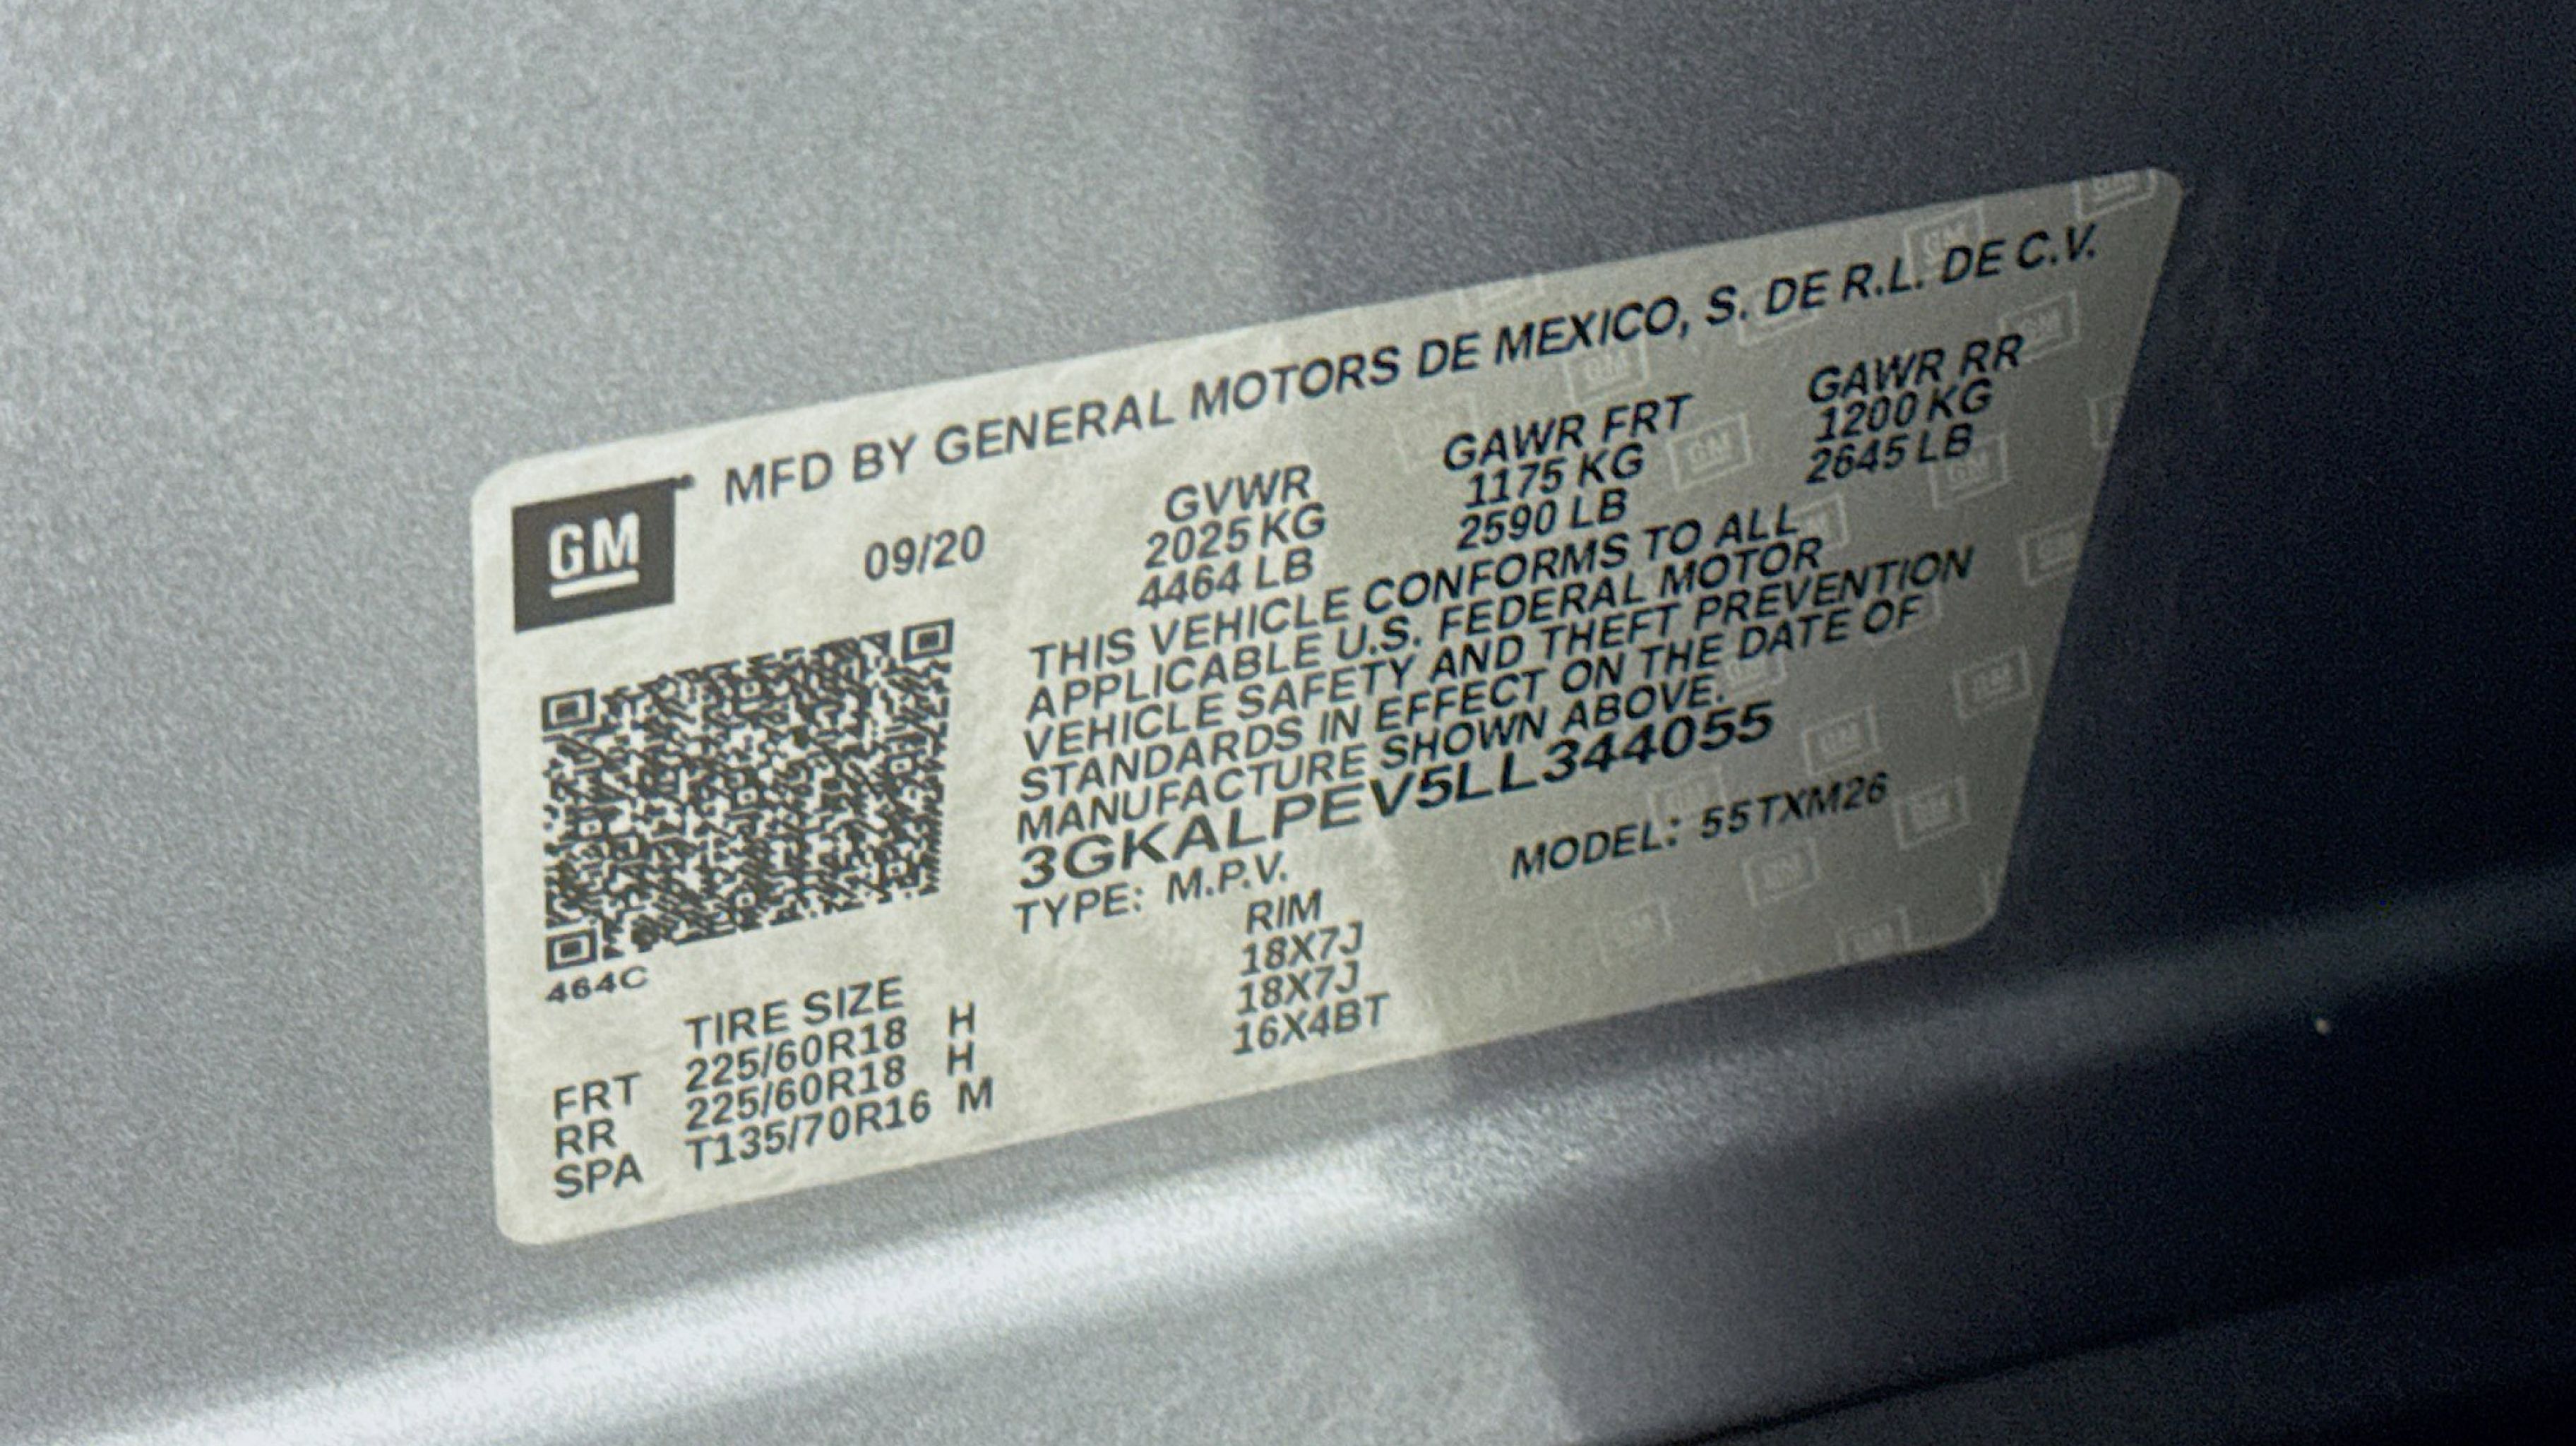 GM
MFD BY GENERAL MOTORS DE MEXICO, S. DE R.L. DE C.V.
09/20
GVWR GAWR FRT GAWR RR
2025 KG 1175 KG 1200 KG
4464 LB 2590 LB 2645 LB
THIS VEHICLE CONFORMS TO ALL
APPLICABLE U.S. FEDERAL MOTOR
VEHICLE SAFETY AND THEFT PREVENTION
STANDARDS IN EFFECT ON THE DATE OF
MANUFACTURE SHOWN ABOVE.
3GKALPEV5LL344055
TYPE: M.P.V. MODEL: 55TXM26
464C
TIRE SIZE RIM
FRT 225/60R18 H 18X7J
RR 225/60R18 H 18X7J
SPA T135/70R16 M 16X4BT